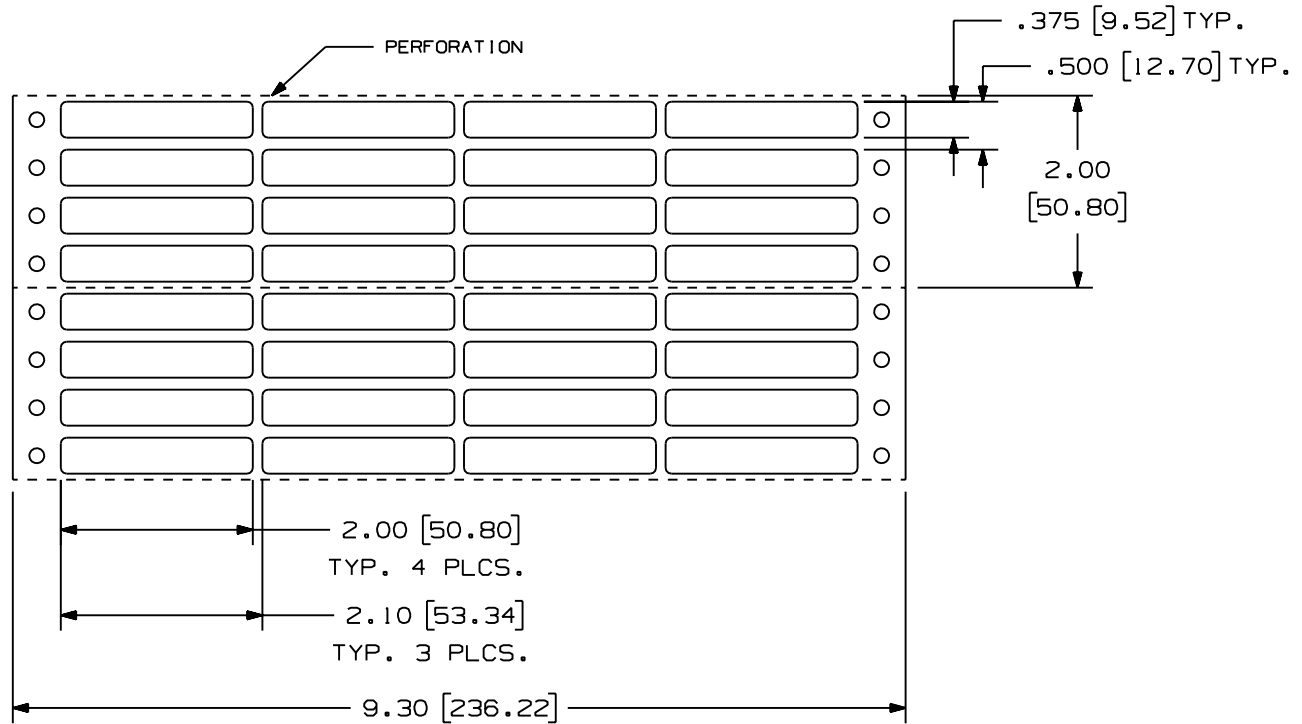 .375 [9.52] TYP.
PERFORATION
.500 [12.70] TYP.
2.00
[50.80]
2.00 [50.80]
TYP. 4 PLCS.
2.10 [53.34]
TYP. 3 PLCS.
9.30 [236.22]